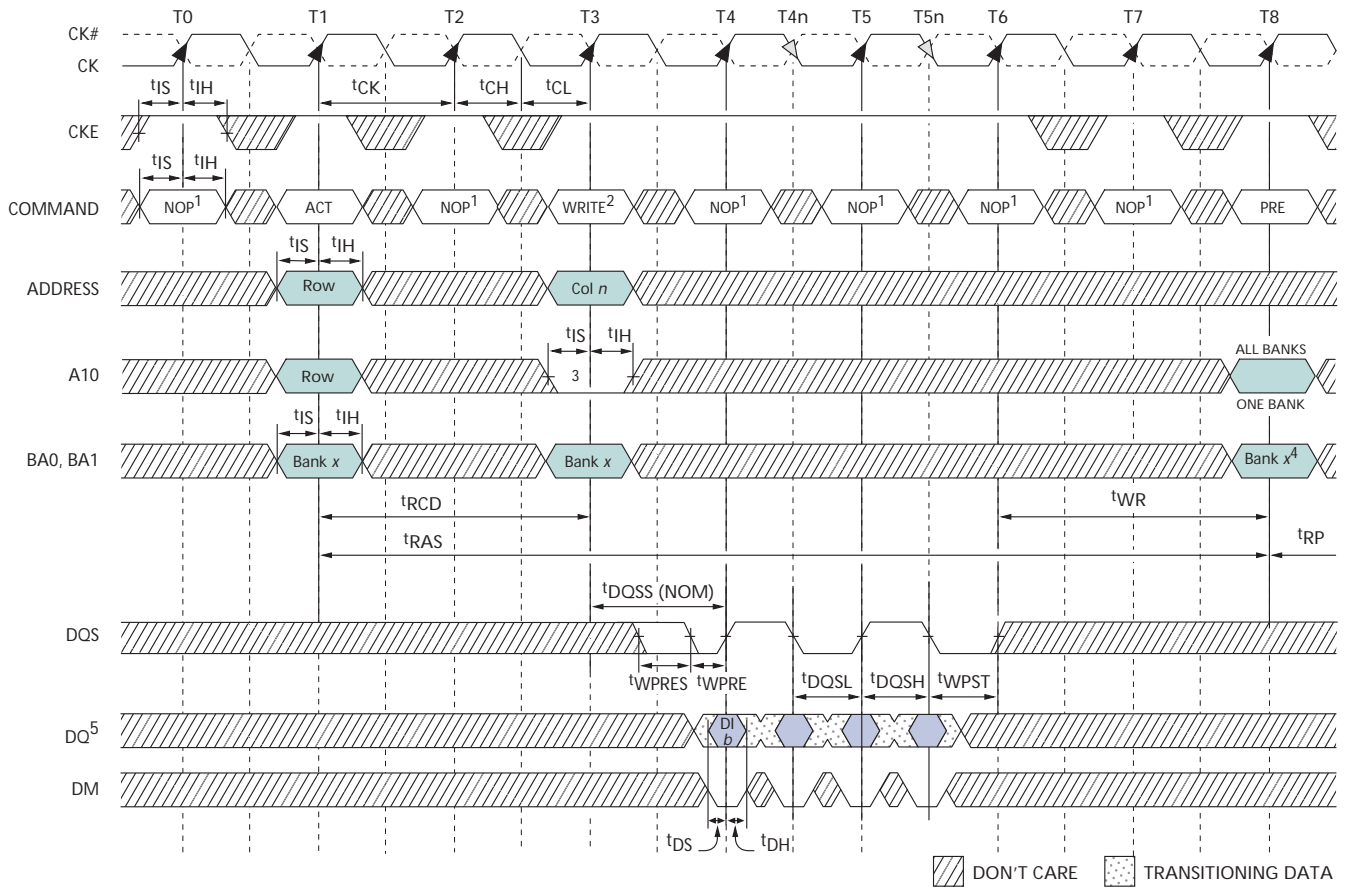 T0 T1 T2 T3 T4 T4n T5 T5n T6 T7 T8
CK#
CK
tIS tIH tCK tCH tCL
CKE
tIS tIH
COMMAND NOP1 ACT NOP1 WRITE2 NOP1 NOP1 NOP1 NOP1 PRE
tIS tIH
ADDRESS Row Col n
tIS tIH ALL BANKS
A10 Row 3
ONE BANK
tIS tIH
BA0, BA1 Bank x Bank x Bank x4
tRCD tWR
tRAS tRP
tDQSS (NOM)
DQS
tWPRES tWPRE tDQSL tDQSH tWPST
DQ5 DI
b
DM
tDS tDH
DON'T CARE TRANSITIONING DATA